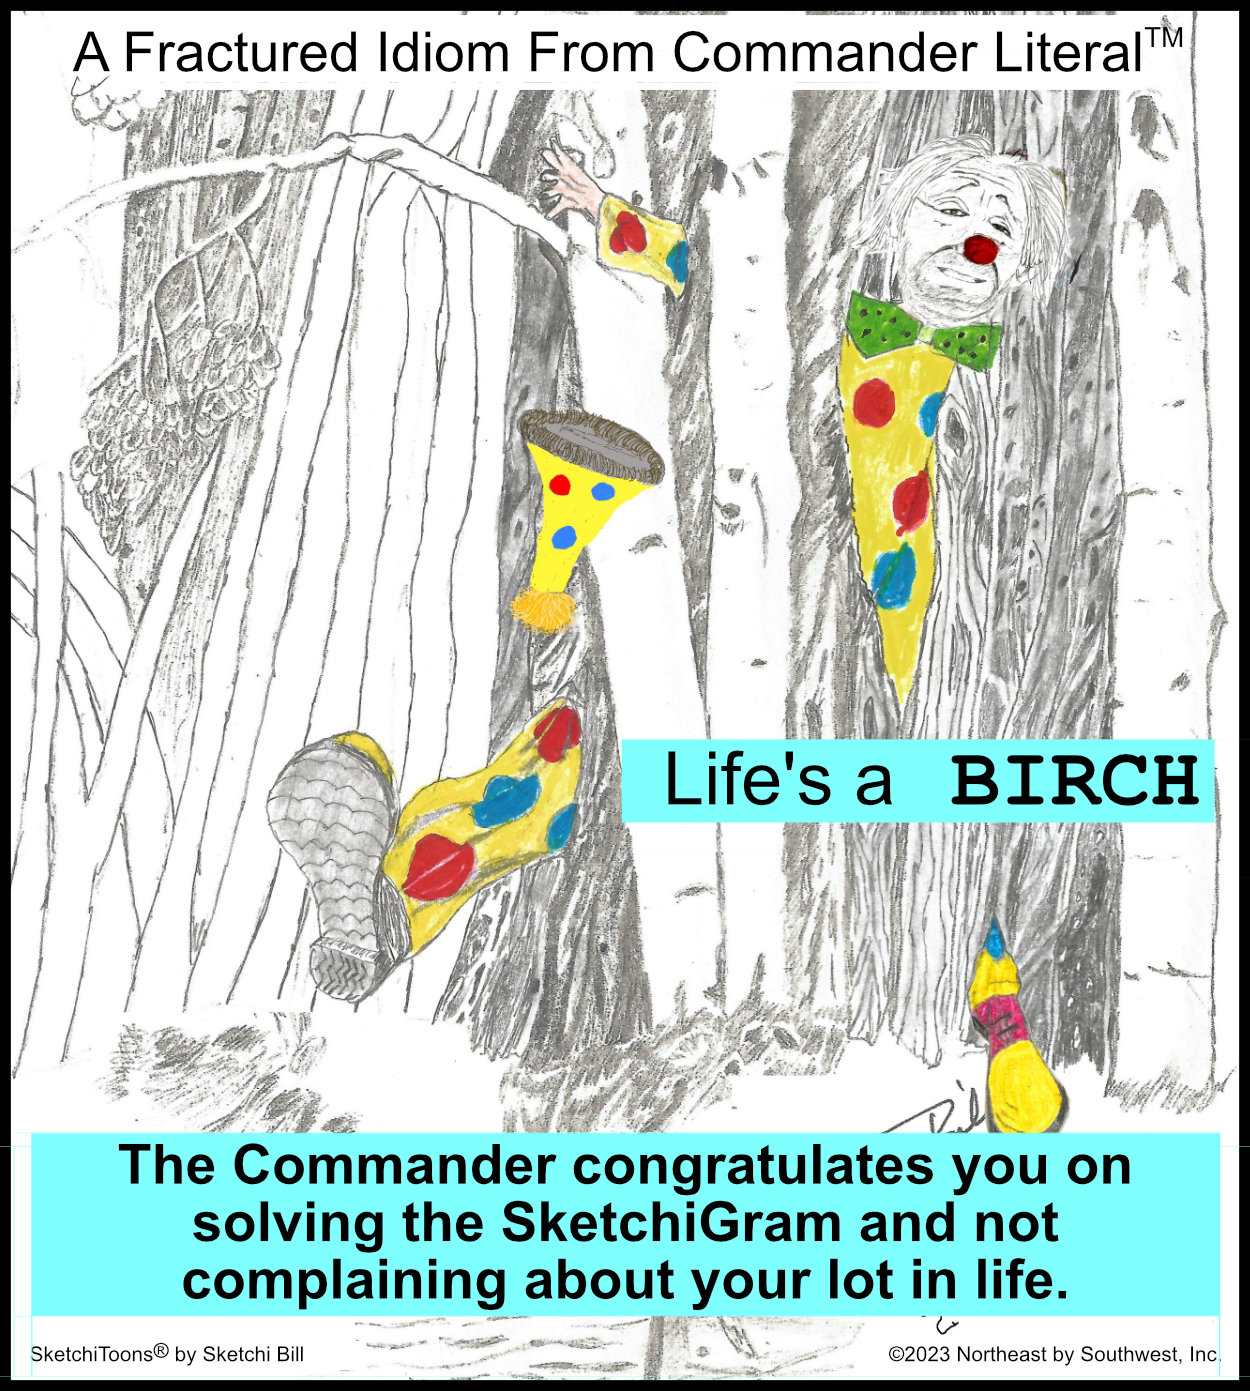 A Fractured Idiom From Commander Literal™
Life's a BIRCH
The Commander congratulates you on
solving the SketchiGram and not
complaining about your lot in life.
SketchiToons® by Sketchi Bill
©2023 Northeast by Southwest, Inc.